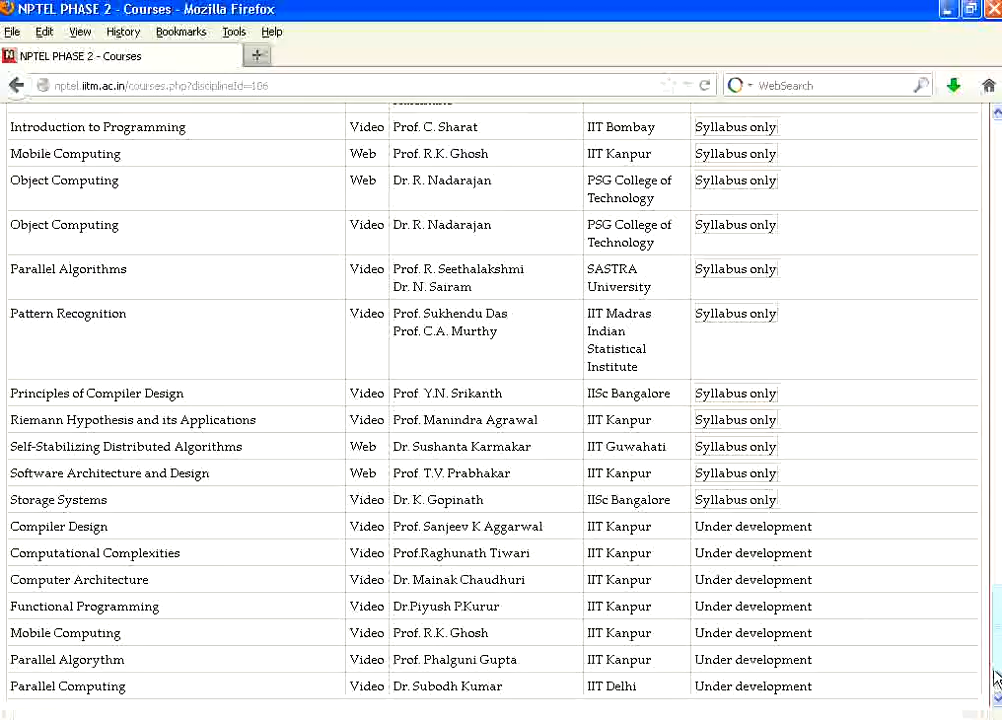 NPTEL PHASE 2 - Courses - Mozilla Firefox
File Edit View History Bookmarks Tools Help
NPTEL PHASE 2 - Courses
nptel.iitm.ac.in/courses.php?disciplineId=106 WebSearch
Introduction to Programming Video Prof. C. Sharat IIT Bombay Syllabus only
Mobile Computing Web Prof. R.K. Ghosh IIT Kanpur Syllabus only
Object Computing Web Dr. R. Nadarajan PSG College of Syllabus only
Technology
Object Computing Video Dr. R. Nadarajan PSG College of Syllabus only
Technology
Parallel Algorithms Video Prof. R. Seethalakshmi SASTRA Syllabus only
Dr. N. Sairam University
Pattern Recognition Video Prof. Sukhendu Das IIT Madras Syllabus only
Prof. C.A. Murthy Indian
Statistical
Institute
Principles of Compiler Design Video Prof Y.N. Srikanth IISc Bangalore Syllabus only
Riemann Hypothesis and its Applications Video Prof. Manindra Agrawal IIT Kanpur Syllabus only
Self-Stabilizing Distributed Algorithms Web Dr. Sushanta Karmakar IIT Guwahati Syllabus only
Software Architecture and Design Web Prof T.V. Prabhakar IIT Kanpur Syllabus only
Storage Systems Video Dr. K. Gopinath IISc Bangalore Syllabus only
Compiler Design Video Prof. Sanjeev K Aggarwal IIT Kanpur Under development
Computational Complexities Video Prof.Raghunath Tiwari IIT Kanpur Under development
Computer Architecture Video Dr. Mainak Chaudhuri IIT Kanpur Under development
Functional Programming Video Dr.Piyush P.Kurur IIT Kanpur Under development
Mobile Computing Video Prof. R.K. Ghosh IIT Kanpur Under development
Parallel Algorythm Video Prof. Phalguni Gupta IIT Kanpur Under development
Parallel Computing Video Dr. Subodh Kumar IIT Delhi Under development